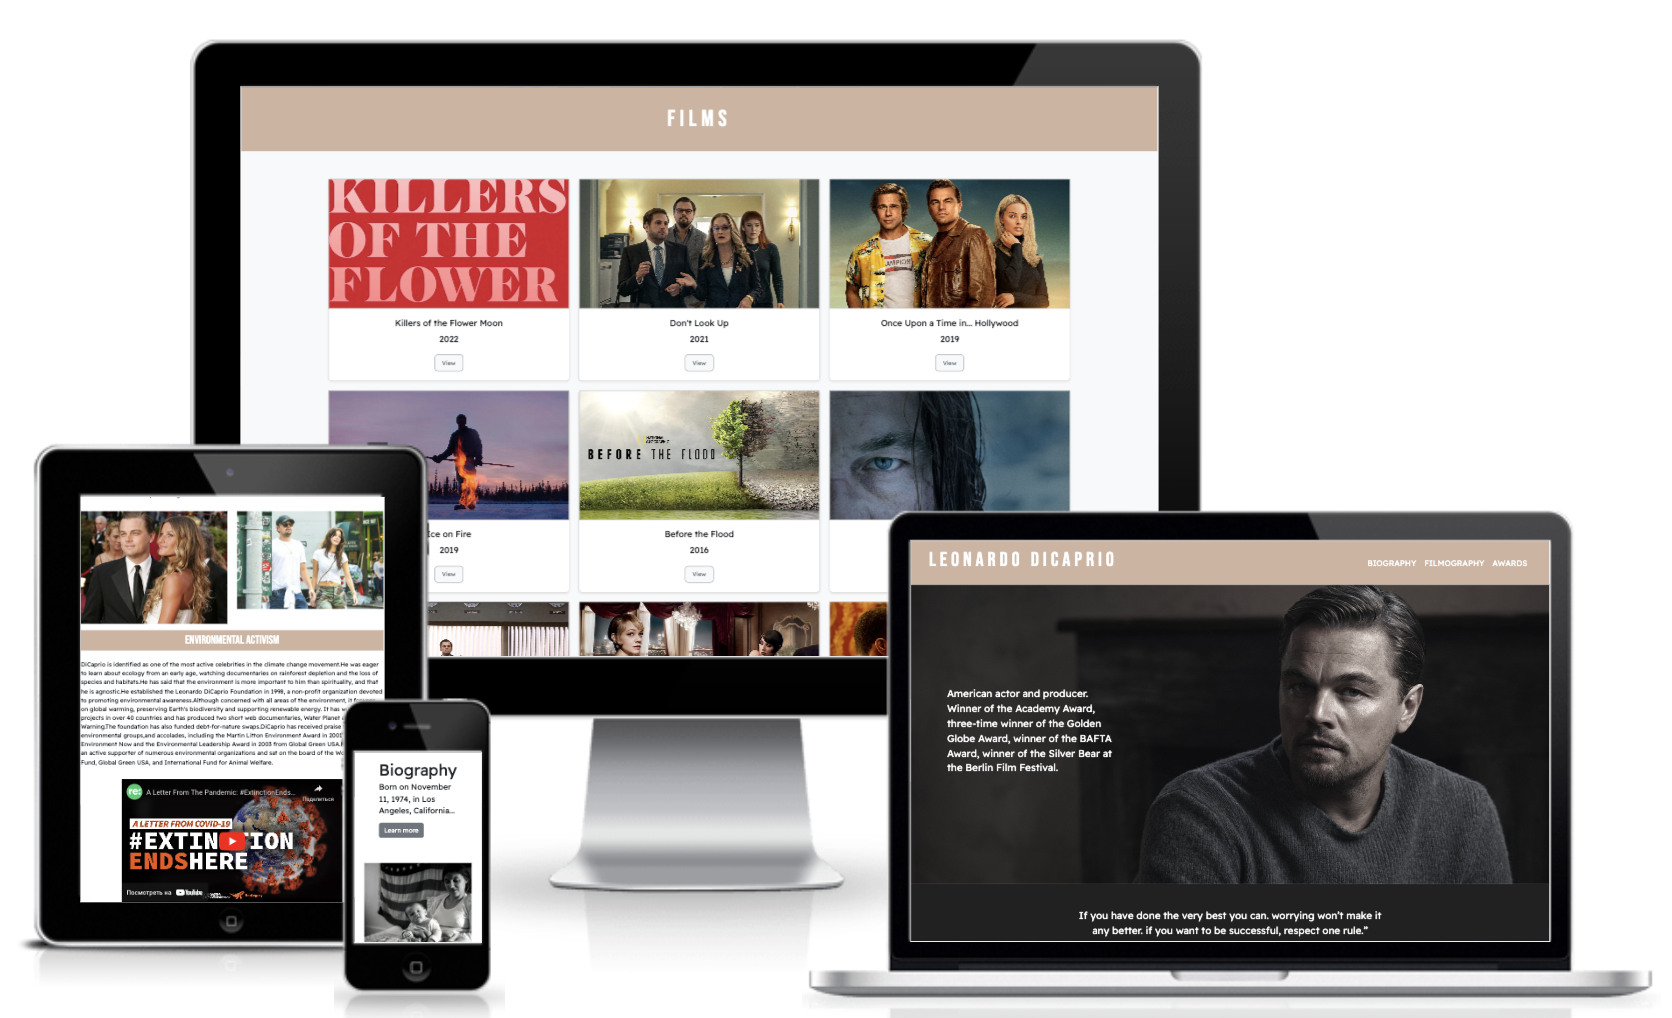 FILMS
KILLERS
OF THE
FLOWER
Killers of the Flower Moon
2022
View
Don't Look Up
2021
View
Once Upon a Time in... Hollywood
2019
View
BEFORE THE FLOOD
Ice on Fire
2019
View
Before the Flood
2016
View
ENVIRONMENTAL ACTIVISM
DiCaprio is identified as one of the most active celebrities in the climate change movement.He was eager
to learn about ecology from an early age, watching documentaries on rainforest depletion and the loss of
species and habitats.He has said that the environment is more important to him than spirituality, and that
he is agnostic.He established the Leonardo DiCaprio Foundation in 1998, a non-profit organization devoted
to promoting environmental awareness.Although concerned with all areas of the environment, it
on global warming, preserving Earth's biodiversity and supporting renewable energy. It has
projects in over 40 countries and has produced two short web documentaries, Water Planet
Warning.The foundation has also funded debt-for-nature swaps.DiCaprio has received praise
environmental groups,and accolades, including the Martin Litton Environment Award in 2001
Environment Now and the Environmental Leadership Award in 2003 from Global Green USA.
an active supporter of numerous environmental organizations and sat on the board of the
Fund, Global Green USA, and International Fund for Animal Welfare.
re:
A Letter From The Pandemic: #ExtinctionEnds...
Поделиться
A LETTER FROM COVID-19
#EXTIN TION
ENDSHERE
Посмотреть на YouTube
Biography
Born on November
11, 1974, in Los
Angeles, California...
Learn more
LEONARDO DICAPRIO
BIOGRAPHY FILMOGRAPHY AWARDS
American actor and producer.
Winner of the Academy Award,
three-time winner of the Golden
Globe Award, winner of the BAFTA
Award, winner of the Silver Bear at
the Berlin Film Festival.
If you have done the very best you can. worrying won't make it
any better. if you want to be successful, respect one rule."